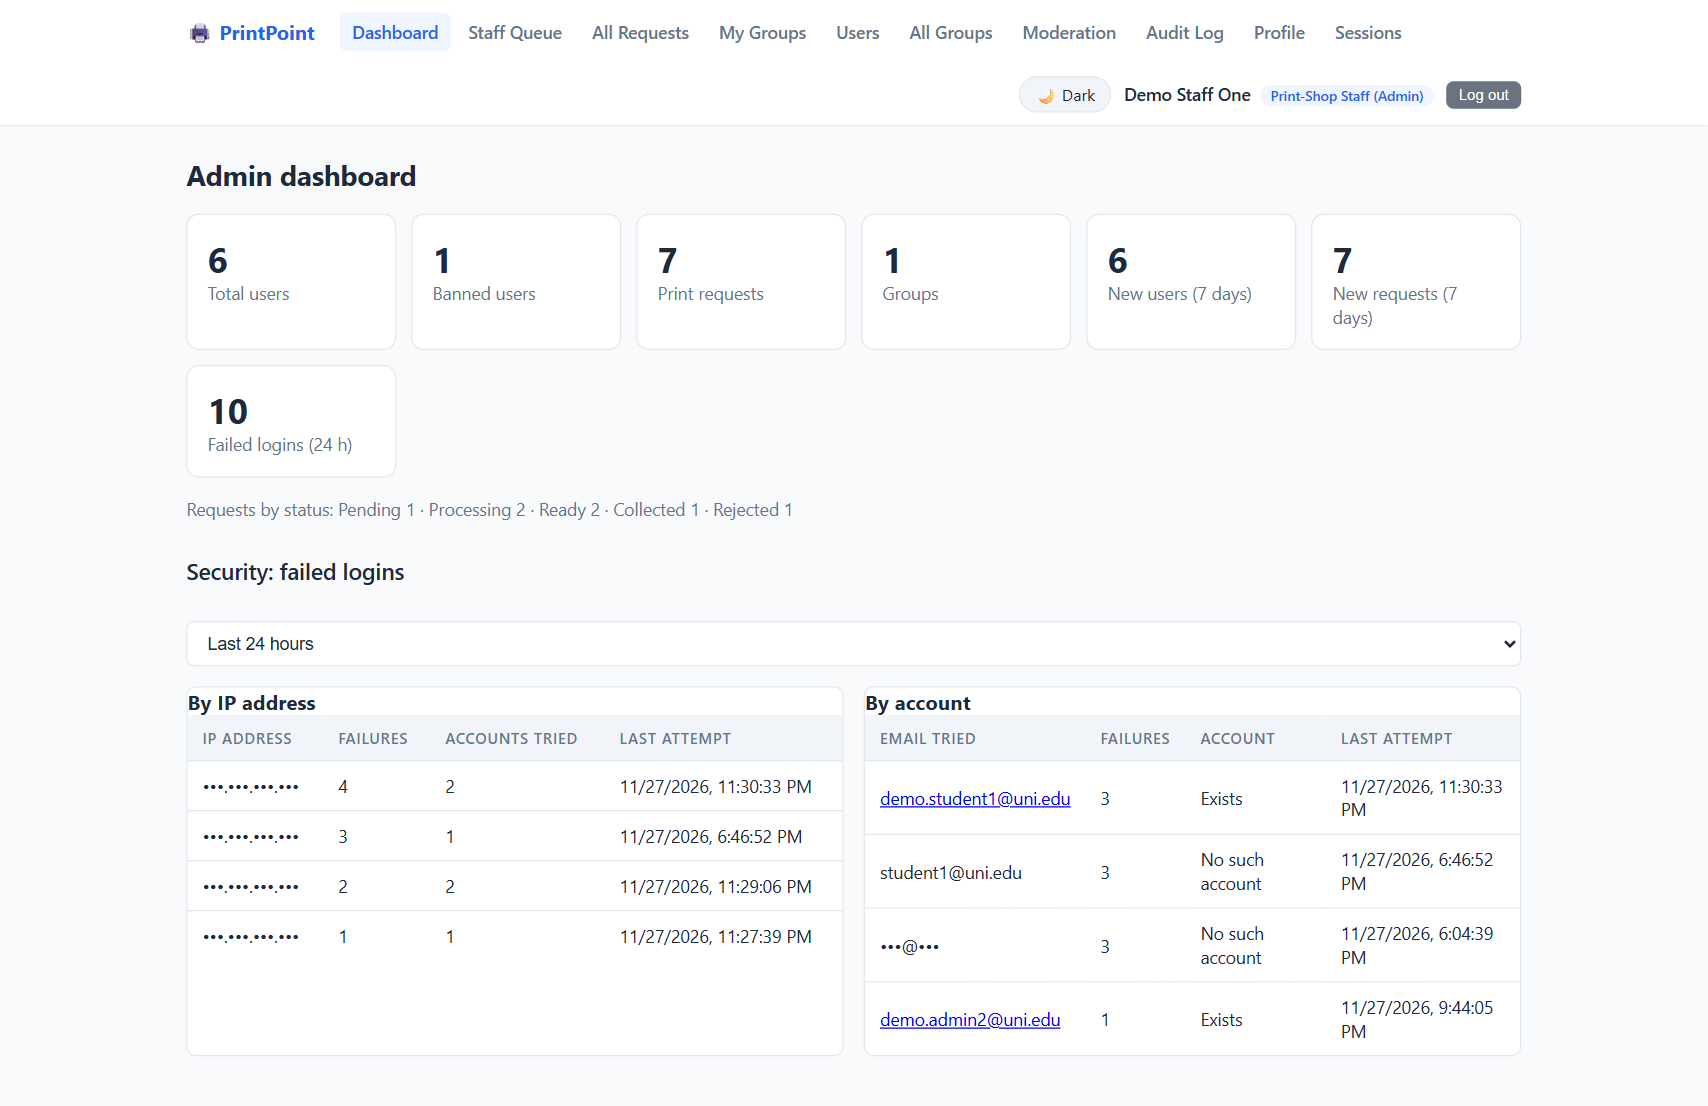 PrintPoint Dashboard Staff Queue All Requests My Groups Users All Groups Moderation Audit Log Profile Sessions
🌙 Dark Demo Staff One Print-Shop Staff (Admin) Log out
Admin dashboard
6
Total users
1
Banned users
7
Print requests
1
Groups
6
New users (7 days)
7
New requests (7
days)
10
Failed logins (24 h)
Requests by status: Pending 1 · Processing 2 · Ready 2 · Collected 1 · Rejected 1
Security: failed logins
Last 24 hours
By IP address
IP ADDRESS FAILURES ACCOUNTS TRIED LAST ATTEMPT
•••.•••.•••.••• 4 2 11/27/2026, 11:30:33 PM
•••.•••.•••.••• 3 1 11/27/2026, 6:46:52 PM
•••.•••.•••.••• 2 2 11/27/2026, 11:29:06 PM
•••.•••.•••.••• 1 1 11/27/2026, 11:27:39 PM
By account
EMAIL TRIED FAILURES ACCOUNT LAST ATTEMPT
demo.student1@uni.edu 3 Exists 11/27/2026, 11:30:33
PM
student1@uni.edu 3 No such
account 11/27/2026, 6:46:52
PM
•••@••• 3 No such
account 11/27/2026, 6:04:39
PM
demo.admin2@uni.edu 1 Exists 11/27/2026, 9:44:05
PM